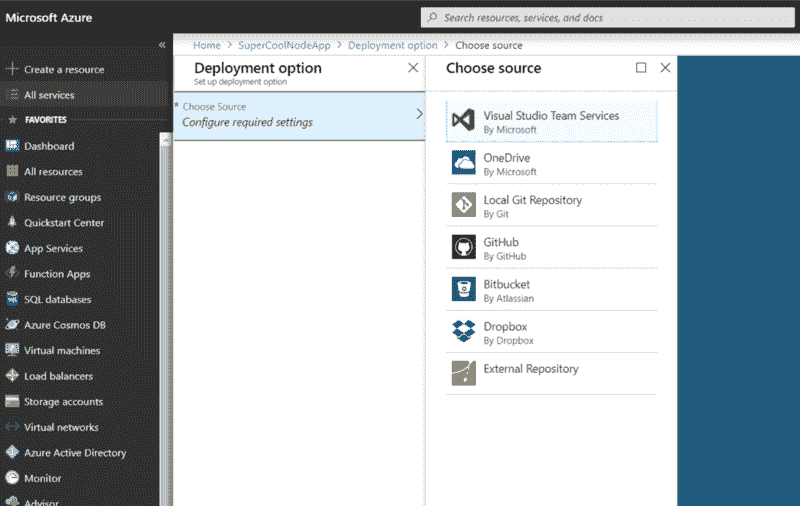 Microsoft Azure
Search resources, services, and docs
«
Home > SuperCoolNodeApp > Deployment option > Choose source
Create a resource
All services
FAVORITES
Dashboard
All resources
Resource groups
Quickstart Center
App Services
Function Apps
SQL databases
Azure Cosmos DB
Virtual machines
Load balancers
Storage accounts
Virtual networks
Azure Active Directory
Monitor
Advisor
Deployment option
Set up deployment option
* Choose Source
Configure required settings
Choose source
Visual Studio Team Services
By Microsoft
OneDrive
By Microsoft
Local Git Repository
By Git
GitHub
By GitHub
Bitbucket
By Atlassian
Dropbox
By Dropbox
External Repository